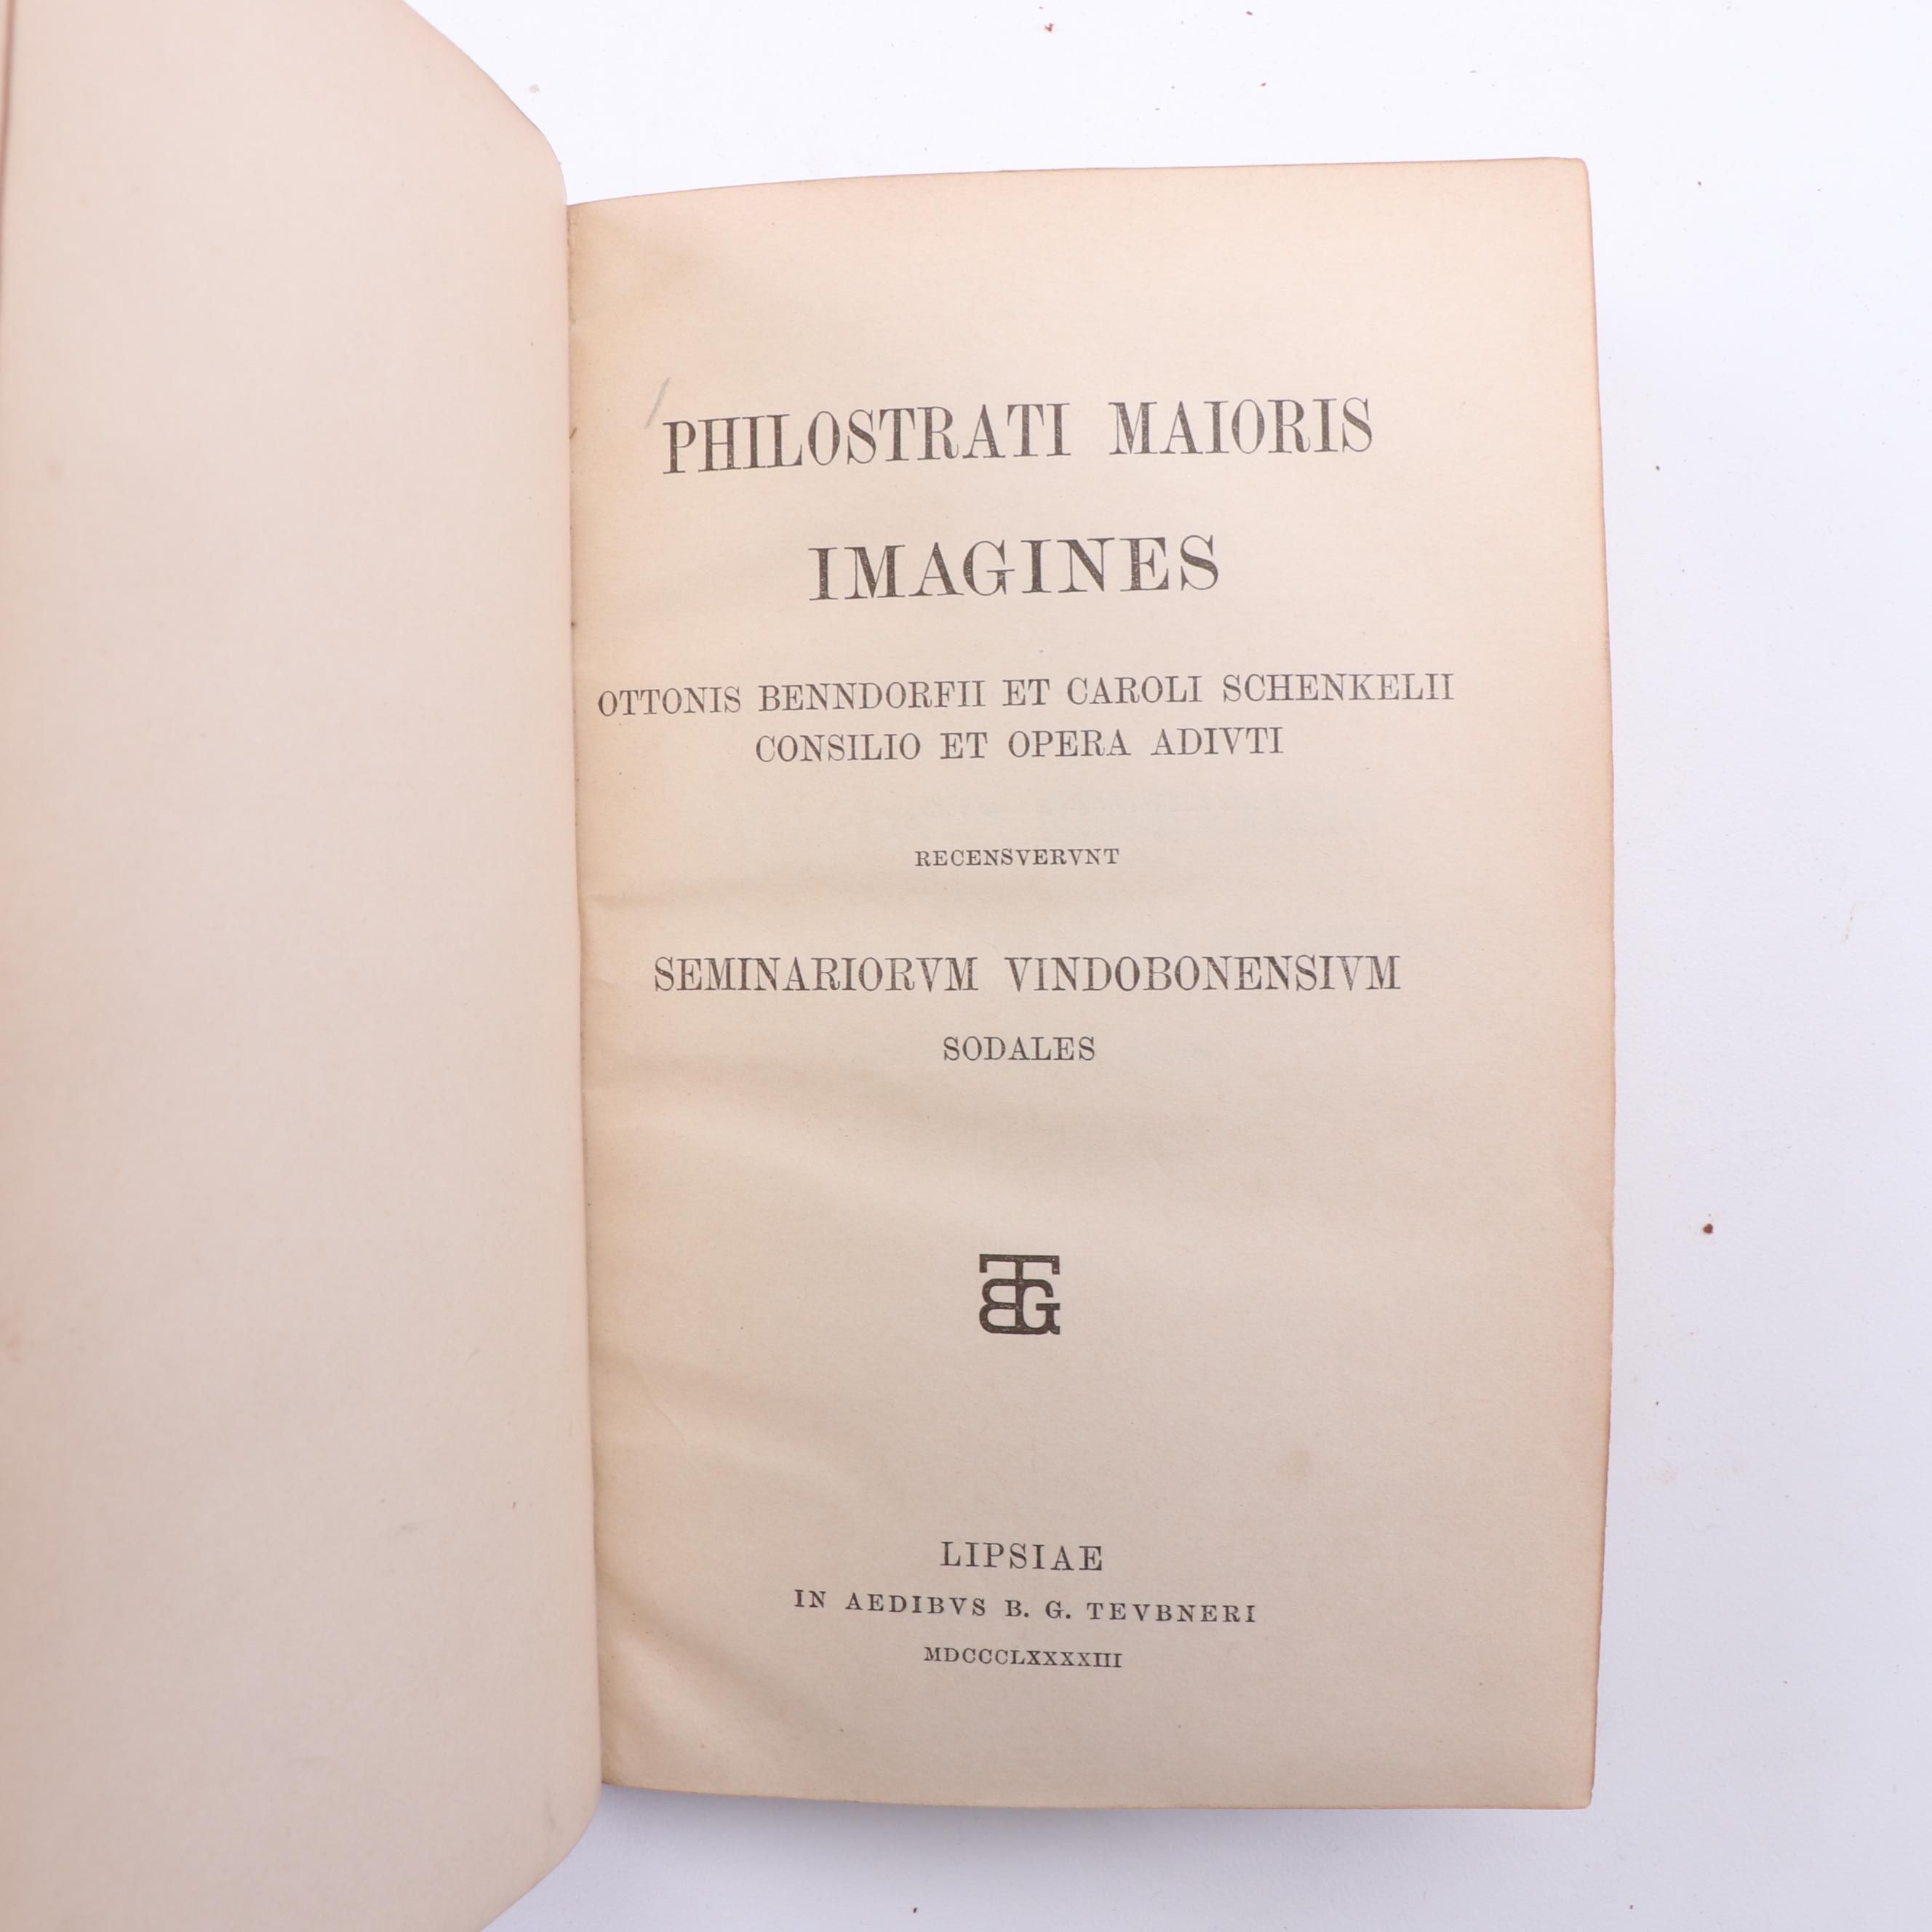 PHILOSTRATI MAIORIS
IMAGINES
OTTONIS BENNDORFII ET CAROLI SCHENKELII
CONSILIO ET OPERA ADIVTI
RECENSVERVNT
SEMINARIORVM VINDOBONENSIVM
SODALES
BTG
LIPSIAE
IN AEDIBVS B. G. TEVBNERI
MDCCCLXXXXIII